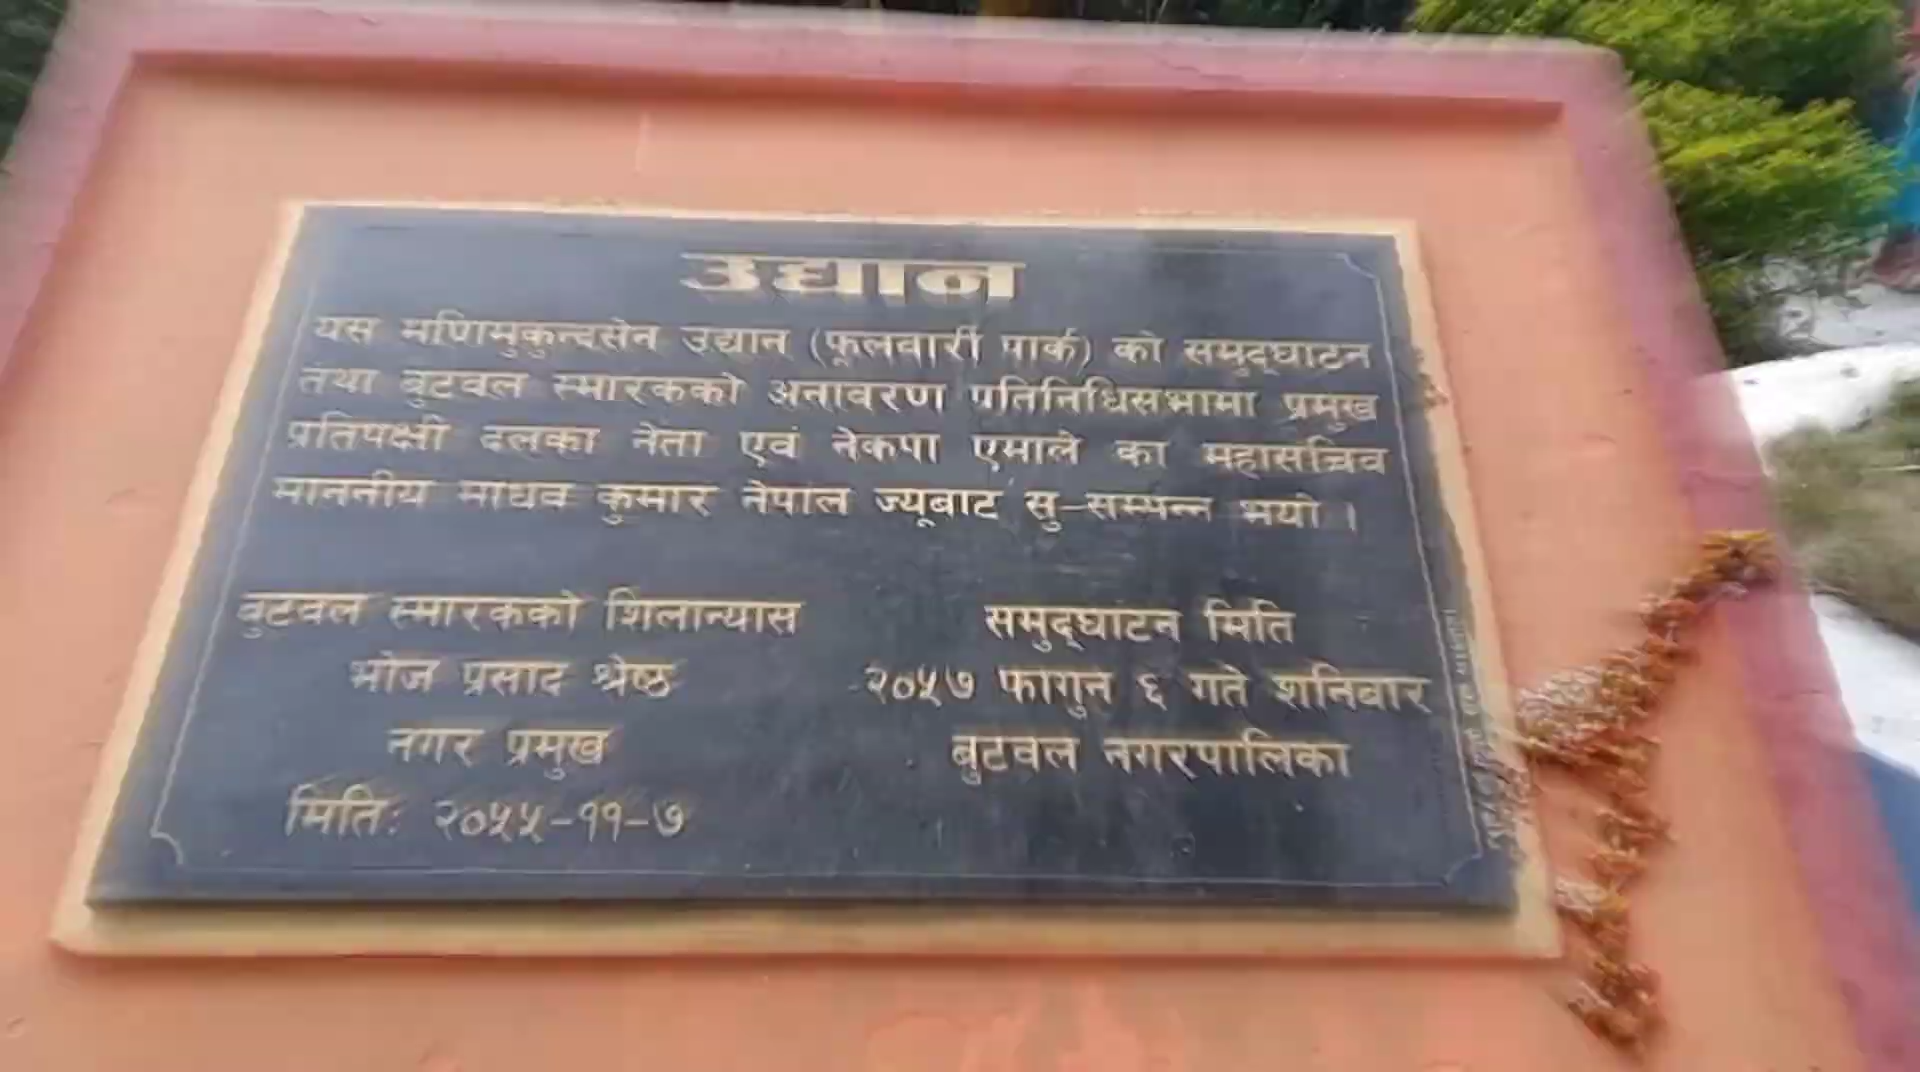 उद्यान
यस मणिमुकुन्दसेन उद्यान (फूलवारी पार्क) को समुद्घाटन
तथा बुटवल स्मारकको अनावरण प्रतिनिधिसभामा प्रमुख
प्रतिपक्षी दलका नेता एवं नेकपा एमाले का महासचिव
माननीय माधव कुमार नेपाल ज्यूबाट सु-सम्पन्न भयो ।
बुटवल स्मारकको शिलान्यास
भोज प्रसाद श्रेष्ठ
नगर प्रमुख
मितिः २०५५-११-७
समुद्घाटन मिति
२०५७ फागुन ६ गते शनिवार
बुटवल नगरपालिका